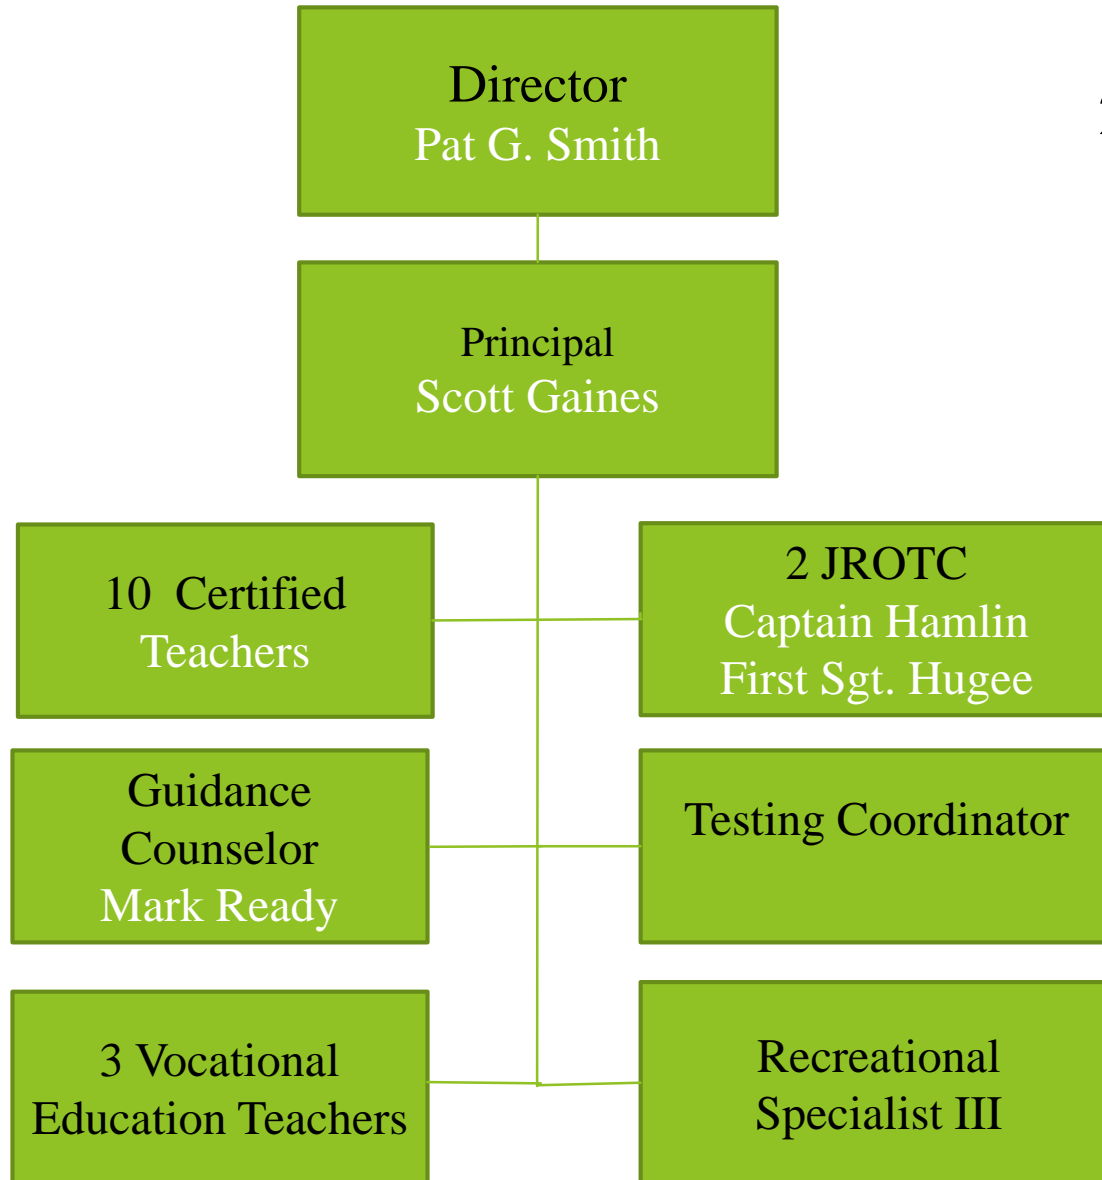 Director
Pat G. Smith
Principal
Scott Gaines
10 Certified
Teachers
2 JROTC
Captain Hamlin
First Sgt. Hugee
Guidance
Counselor
Mark Ready
Testing Coordinator
3 Vocational
Education Teachers
Recreational
Specialist III